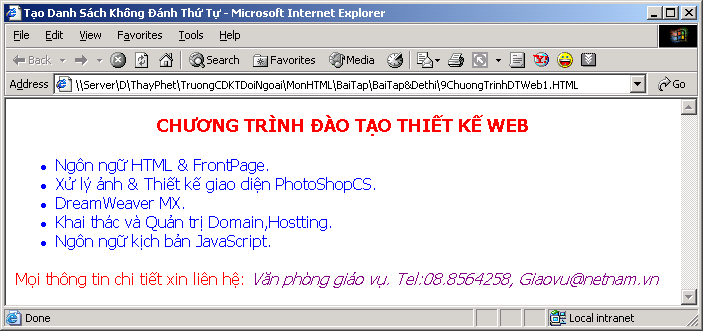 Tạo Danh Sách Không Đánh Thứ Tự - Microsoft Internet Explorer
File Edit View Favorites Tools Help
Back Search Favorites Media
Address \\Server\D\ThayPhet\TruongCDKTDoiNgoai\MonHTML\BaiTap\BaiTap&Dethi\9ChuongTrinhDTWeb1.HTML Go
CHƯƠNG TRÌNH ĐÀO TẠO THIẾT KẾ WEB
Ngôn ngữ HTML & FrontPage.
Xử lý ảnh & Thiết kế giao diện PhotoShopCS.
DreamWeaver MX.
Khai thác và Quản trị Domain,Hostting.
Ngôn ngữ kịch bản JavaScript.
Mọi thông tin chi tiết xin liên hệ: Văn phòng giáo vụ. Tel:08.8564258, Giaovu@netnam.vn
Done Local intranet